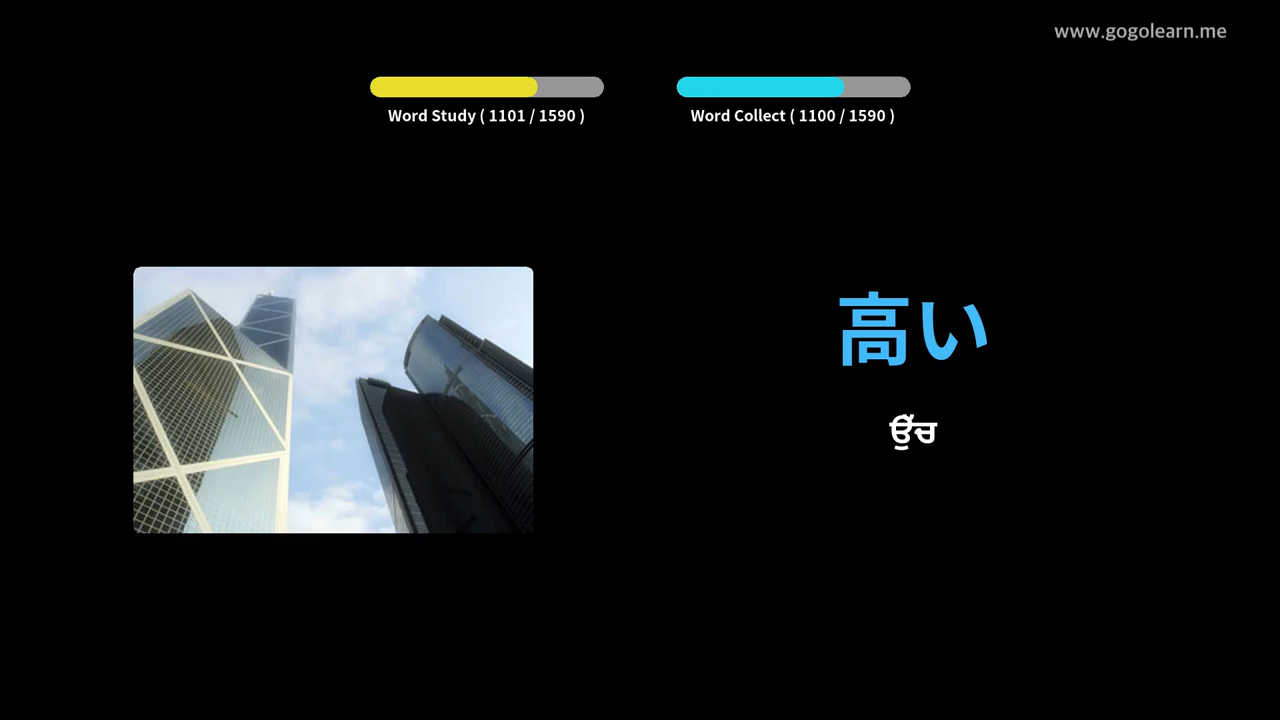 www.gogolearn.me
Word Study ( 1101 / 1590 )
Word Collect ( 1100 / 1590 )
高い
ਉੱਚ